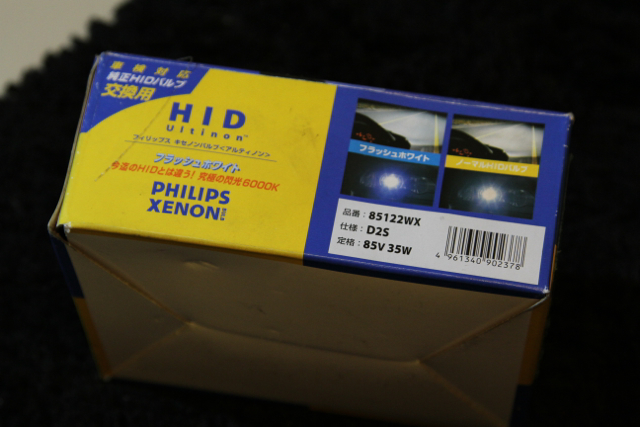 車検対応
純正HIDバルブ
交換用
HID
Ultinon™
フィリップス キセノンバルブ<アルティノン>
フラッシュホワイト
今迄のHIDとは違う!究極の閃光6000K
PHILIPS
XENON
フラッシュホワイト
ノーマルHIDバルブ
品番: 85122WX
仕様: D2S
定格: 85V 35W
4 961340 902378